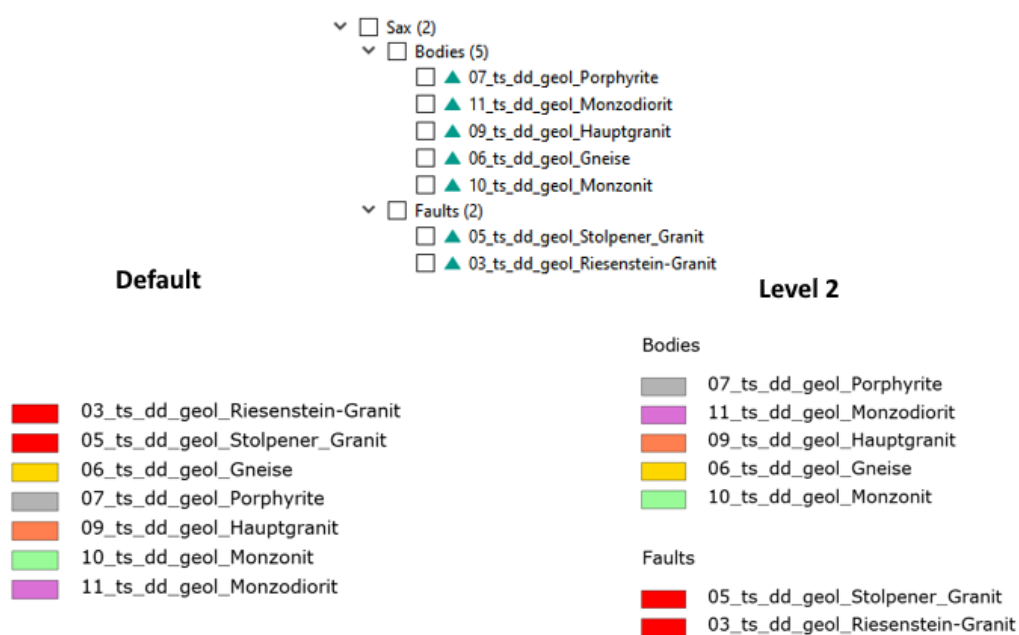 Sax (2)
Bodies (5)
07_ts_dd_geol_Porphyrite
11_ts_dd_geol_Monzodiorit
09_ts_dd_geol_Hauptgranit
06_ts_dd_geol_Gneise
10_ts_dd_geol_Monzonit
Faults (2)
05_ts_dd_geol_Stolpener_Granit
03_ts_dd_geol_Riesenstein-Granit
Default
03_ts_dd_geol_Riesenstein-Granit
05_ts_dd_geol_Stolpener_Granit
06_ts_dd_geol_Gneise
07_ts_dd_geol_Porphyrite
09_ts_dd_geol_Hauptgranit
10_ts_dd_geol_Monzonit
11_ts_dd_geol_Monzodiorit
Level 2
Bodies
07_ts_dd_geol_Porphyrite
11_ts_dd_geol_Monzodiorit
09_ts_dd_geol_Hauptgranit
06_ts_dd_geol_Gneise
10_ts_dd_geol_Monzonit
Faults
05_ts_dd_geol_Stolpener_Granit
03_ts_dd_geol_Riesenstein-Granit